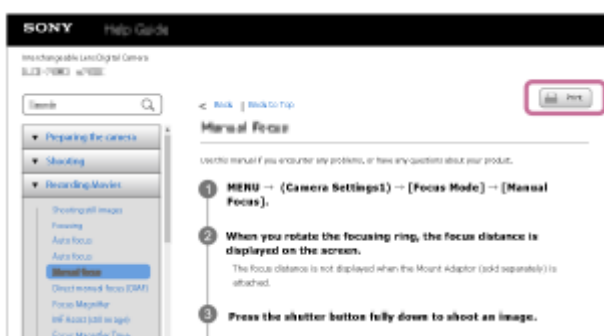 SONY Help Guide
Interchangeable Lens Digital Camera
Search
Back | Back to Top
Print
Manual Focus
Preparing the camera
Use this manual if you encounter any problems, or have any questions about your product.
Shooting
Recording Movies
1 MENU → (Camera Settings1) → [Focus Mode] → [Manual
Focus].
Shooting still images
Focusing
Auto focus
Auto focus
Manual focus
Direct manual focus (DMF)
Focus Magnifier
2 When you rotate the focusing ring, the focus distance is
displayed on the screen.
The focus distance is not displayed when the Mount Adaptor (sold separately) is
attached.
3 Press the shutter button fully down to shoot an image.